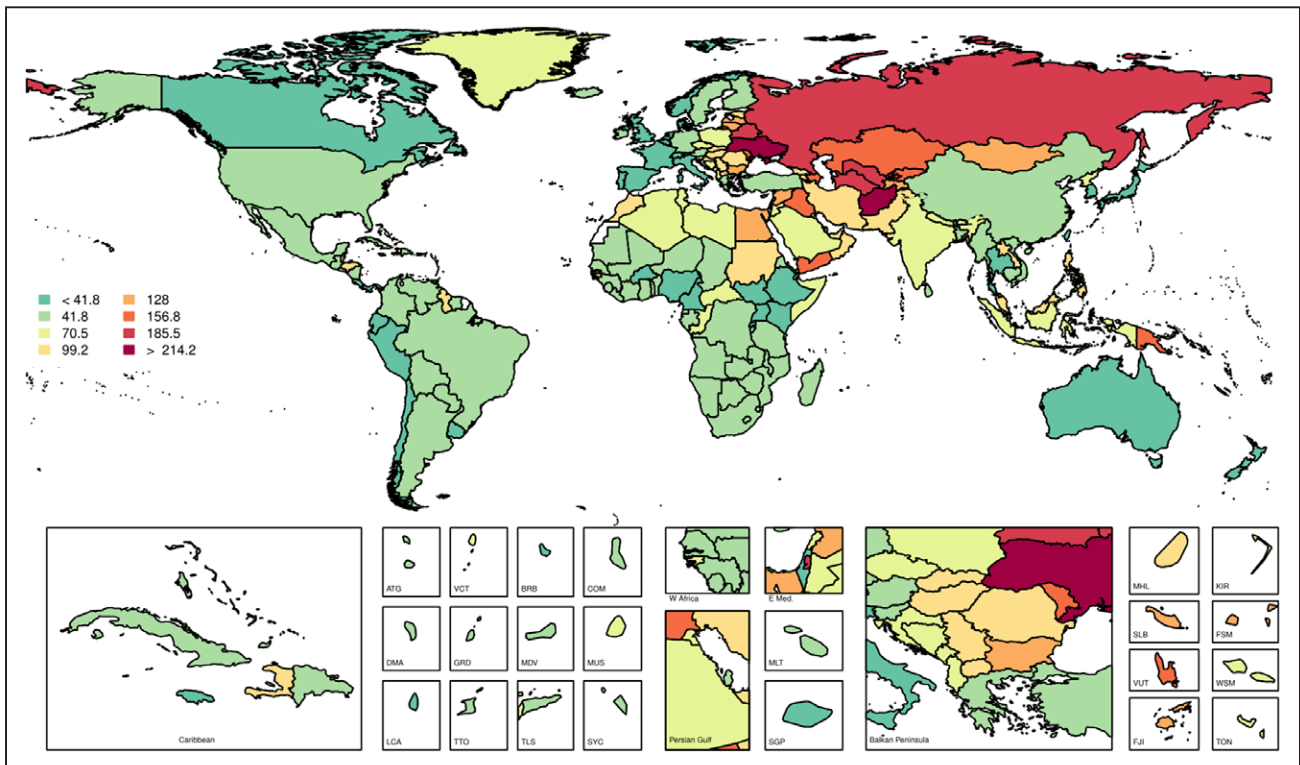 < 41.8 128
41.8 156.8
70.5 185.5
99.2 > 214.2
Caribbean
ATG VCT BRB COM
DMA GRD MDV MUS
LCA TTO TLS SYC
W Africa E Med.
Persian Gulf
MLT
SGP
Balkan Peninsula
MHL KIR
SLB FSM
VUT WSM
FJI TON